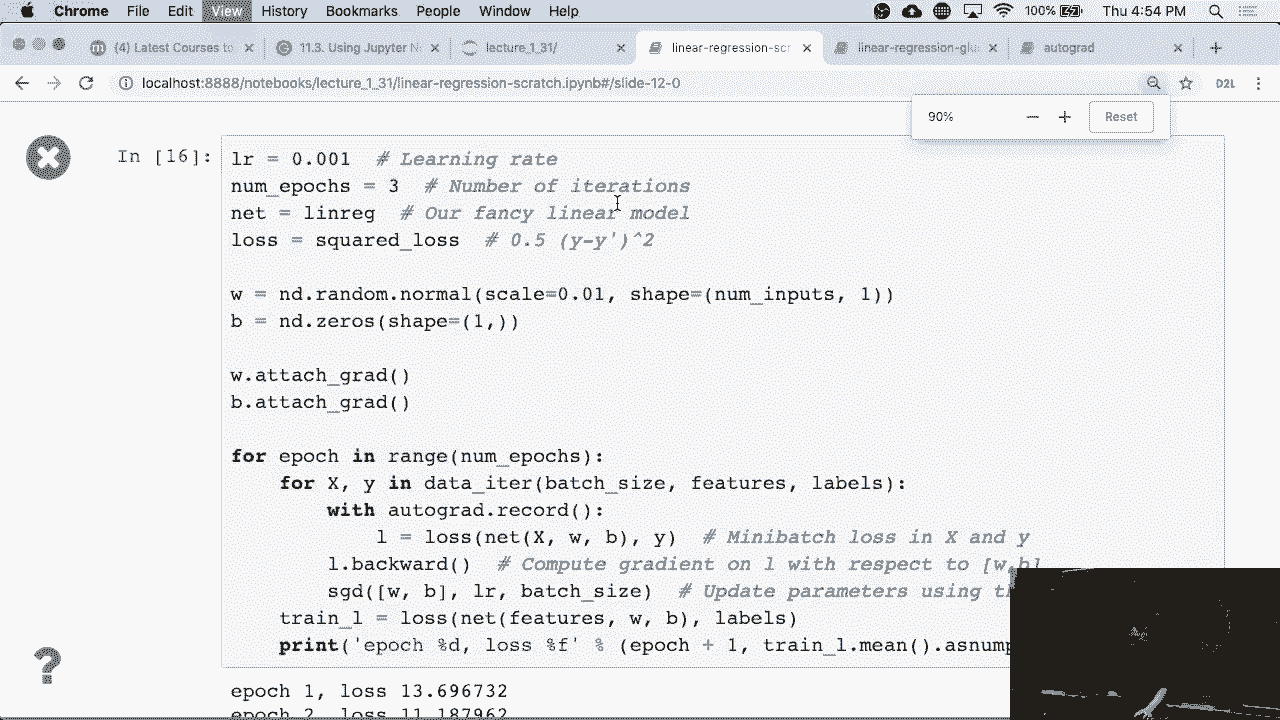 Chrome File Edit View History Bookmarks People Window Help 100% Thu 4:54 PM
(4) Latest Courses to 11.3. Using Jupyter N lecture_1_31/ linear-regression-scr linear-regression-glu autograd
localhost:8888/notebooks/lecture_1_31/linear-regression-scratch.ipynb#/slide-12-0 D2L
90% Reset
In [16]: lr = 0.001 # Learning rate
num_epochs = 3 # Number of iterations
net = linreg # Our fancy linear model
loss = squared_loss # 0.5 (y-y')^2
w = nd.random.normal(scale=0.01, shape=(num_inputs, 1))
b = nd.zeros(shape=(1,))
w.attach_grad()
b.attach_grad()
for epoch in range(num_epochs):
for X, y in data_iter(batch_size, features, labels):
with autograd.record():
l = loss(net(X, w, b), y) # Minibatch loss in X and y
l.backward() # Compute gradient on l with respect to [w,b]
sgd([w, b], lr, batch_size) # Update parameters using
train_l = loss(net(features, w, b), labels)
print('epoch %d, loss %f' % (epoch + 1, train_l.mean().asnump
epoch 1, loss 13.696732
epoch 2, loss 11.187962